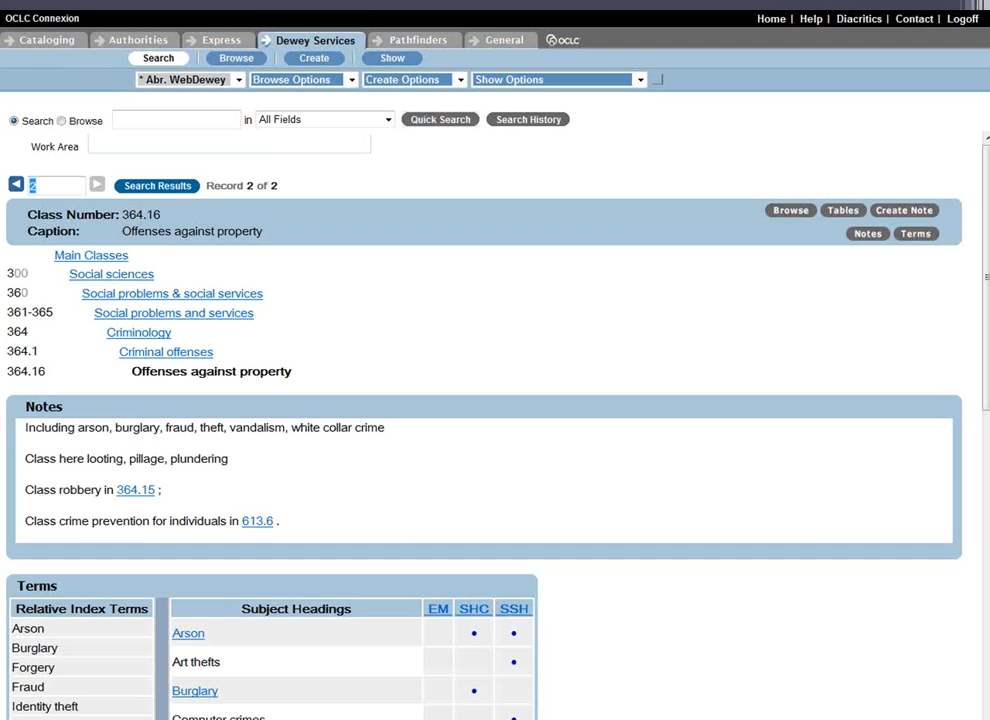 OCLC Connexion
Home | Help | Diacritics | Contact | Logoff
Cataloging Authorities Express Dewey Services Pathfinders General OCLC
Search Browse Create Show
* Abr. WebDewey Browse Options Create Options Show Options
Search Browse in All Fields Quick Search Search History
Work Area
2 Search Results Record 2 of 2
Class Number: 364.16 Browse Tables Create Note
Caption: Offenses against property Notes Terms
Main Classes
300 Social sciences
360 Social problems & social services
361-365 Social problems and services
364 Criminology
364.1 Criminal offenses
364.16 Offenses against property
Notes
Including arson, burglary, fraud, theft, vandalism, white collar crime
Class here looting, pillage, plundering
Class robbery in 364.15 ;
Class crime prevention for individuals in 613.6 .
Terms
Relative Index Terms Subject Headings EM SHC SSH
Arson
Arson • •
Burglary
Art thefts •
Forgery
Fraud
Burglary •
Identity theft
Computer crimes •